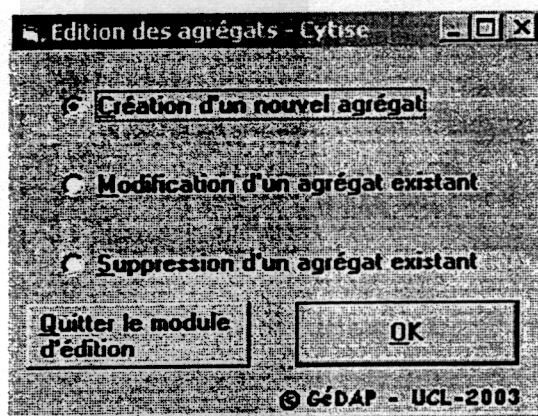 Edition des agrégats - Cytise
Création d'un nouvel agrégat
Modification d'un agrégat existant
Suppression d'un agrégat existant
Quitter le module
d'édition
OK
© GéDAP - UCL-2003